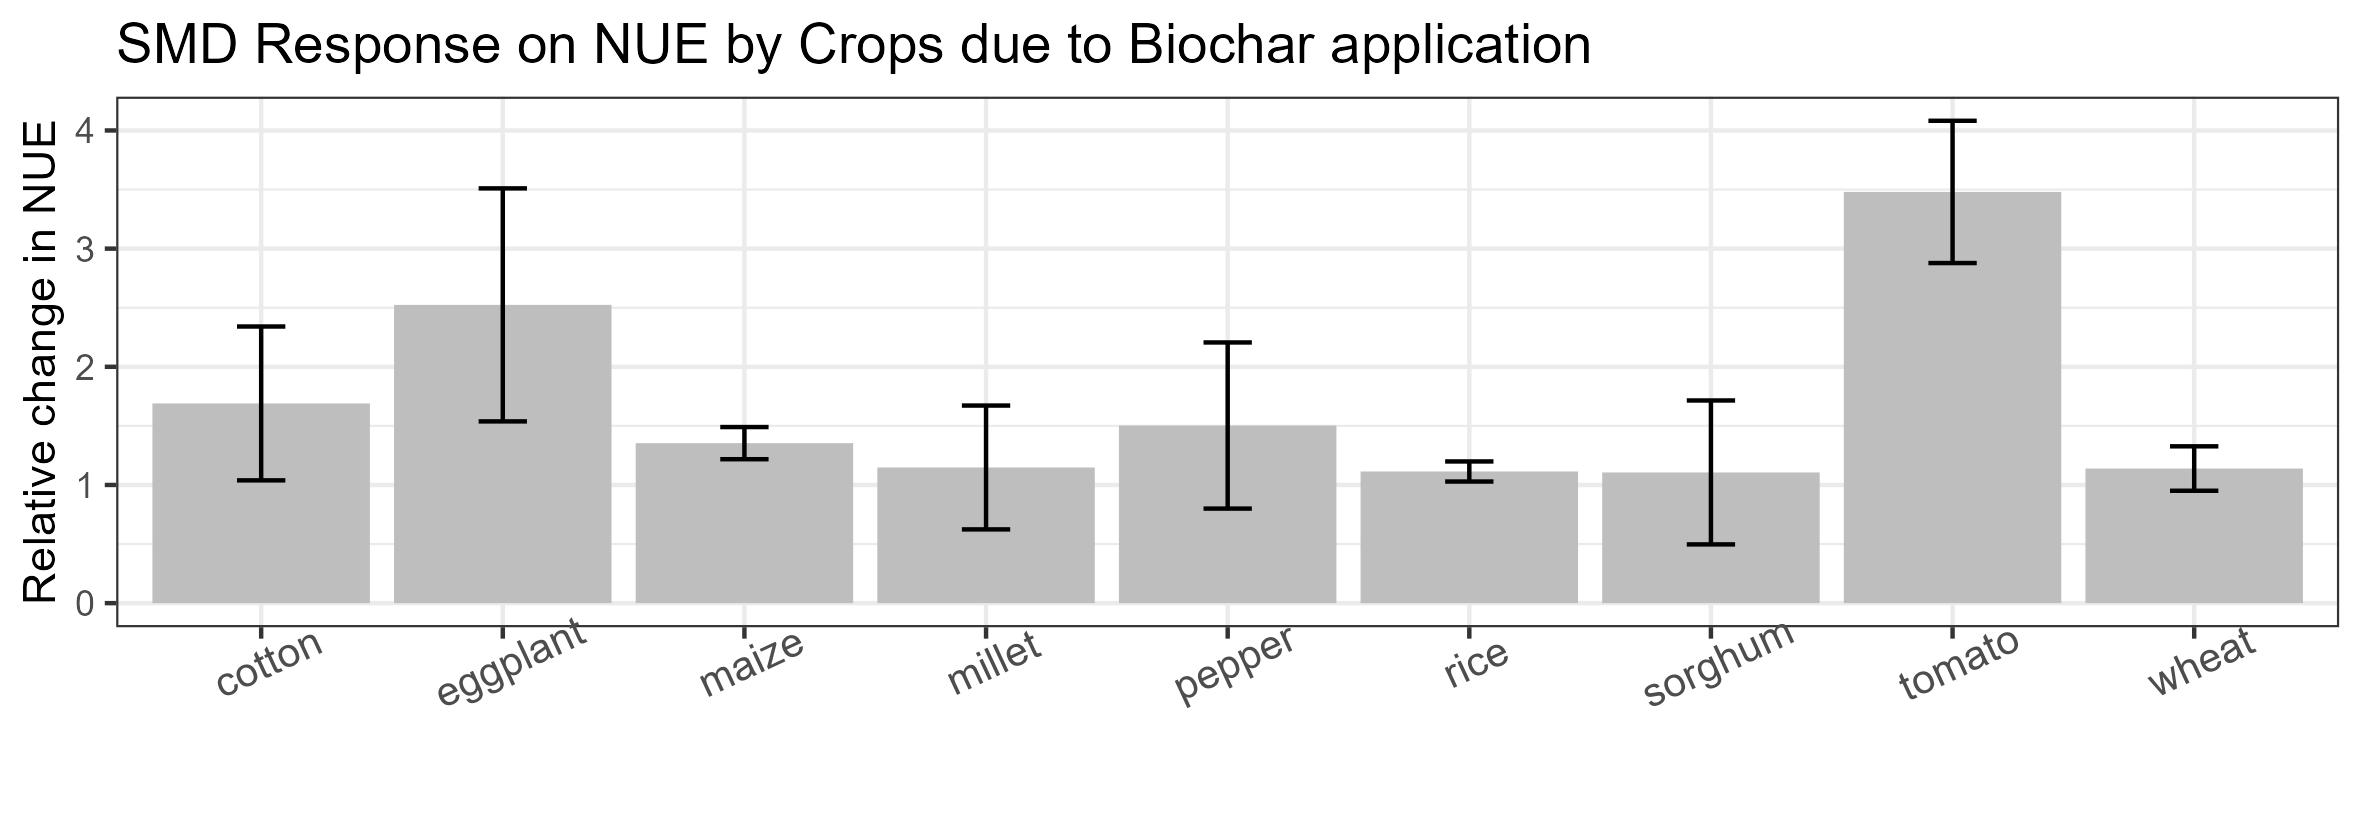 SMD Response on NUE by Crops due to Biochar application
Relative change in NUE
4
3
2
1
0
cotton
eggplant
maize
millet
pepper
rice
sorghum
tomato
wheat